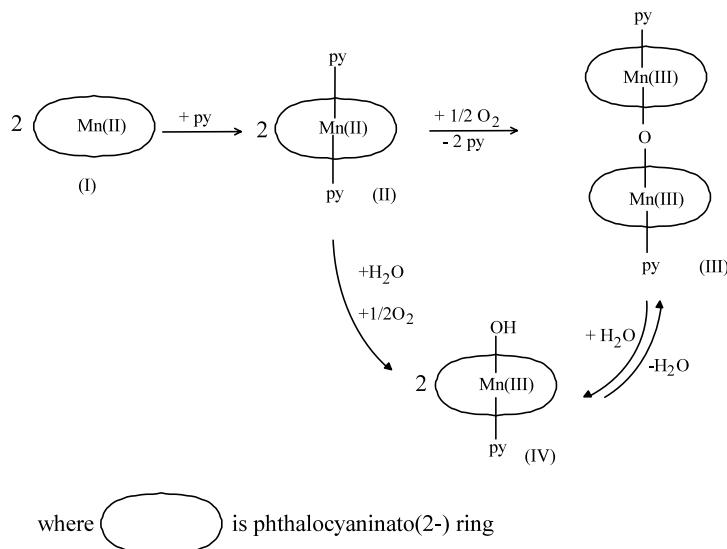 py
Mn(III)
O
Mn(III)
py
(III)
2
Mn(II)
(I)
+ py
2
py
Mn(II)
py
(II)
+ 1/2 O2
- 2 py
+H2O
+1/2O2
+ H2O
-H2O
2
OH
Mn(III)
py
(IV)
where is phthalocyaninato(2-) ring